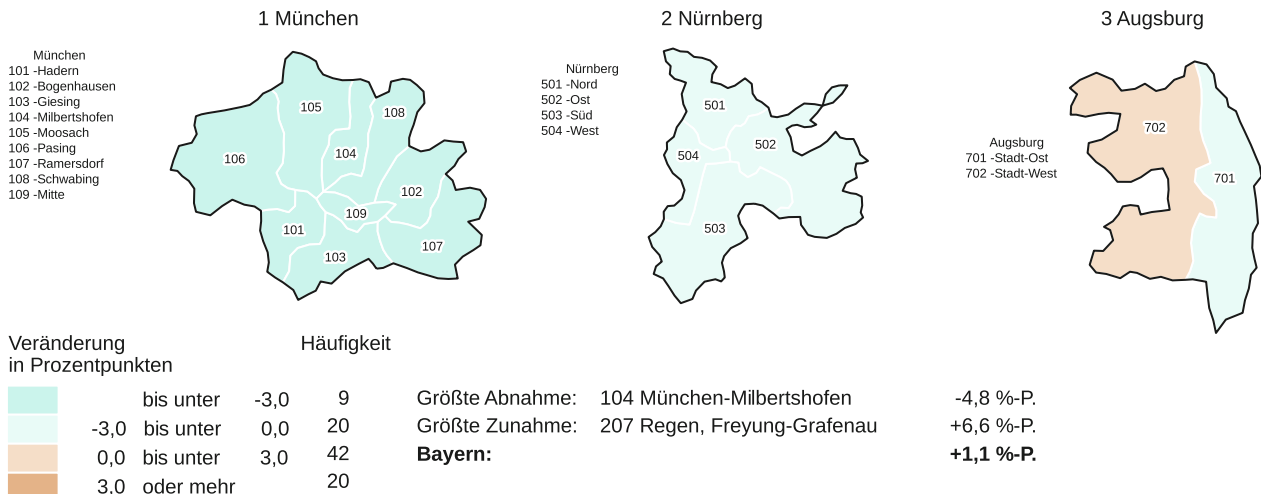 1 München
2 Nürnberg
3 Augsburg
München
101 -Hadern
102 -Bogenhausen
103 -Giesing
104 -Milbertshofen
105 -Moosach
106 -Pasing
107 -Ramersdorf
108 -Schwabing
109 -Mitte
105
108
104
106
102
109
101
107
103
Nürnberg
501 -Nord
502 -Ost
503 -Süd
504 -West
501
502
504
503
Augsburg
701 -Stadt-Ost
702 -Stadt-West
702
701
Veränderung
in Prozentpunkten
Häufigkeit
bis unter -3,0 9
-3,0 bis unter 0,0 20
0,0 bis unter 3,0 42
3,0 oder mehr 20
Größte Abnahme: 104 München-Milbertshofen -4,8 %-P.
Größte Zunahme: 207 Regen, Freyung-Grafenau +6,6 %-P.
Bayern: +1,1 %-P.